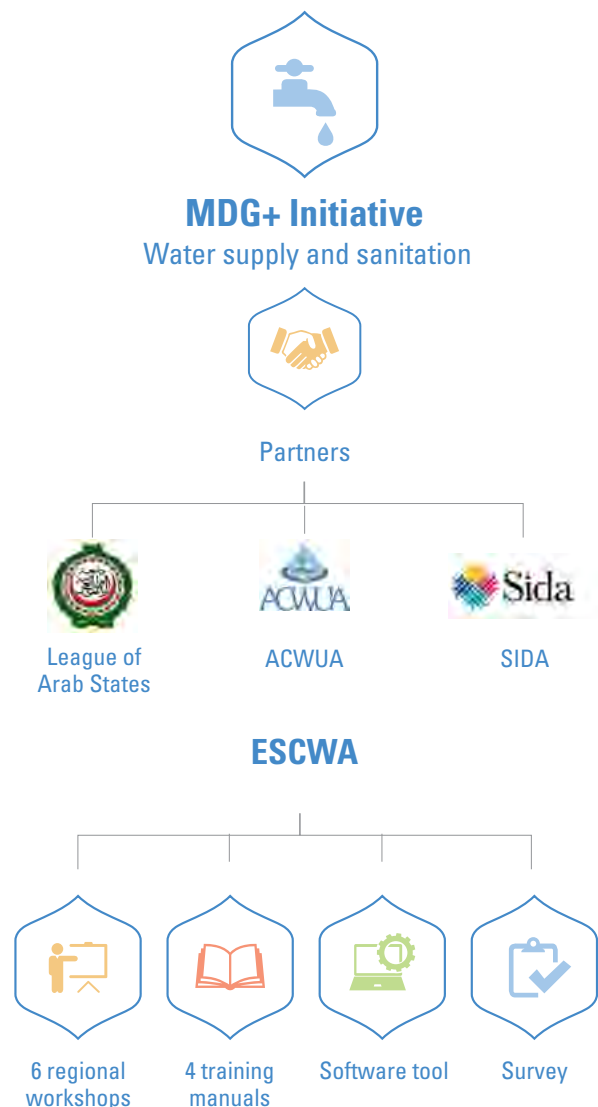 MDG+ Initiative
Water supply and sanitation
Partners
ACWUA
Sida
League of
Arab States
ACWUA
SIDA
ESCWA
6 regional
workshops
4 training
manuals
Software tool
Survey